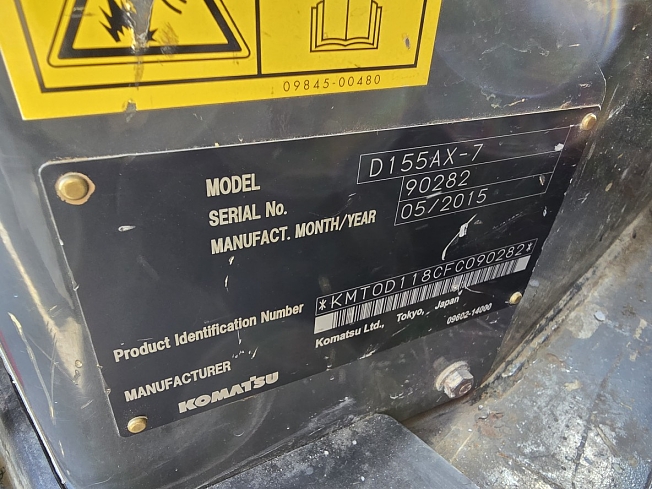 09845-00480
MODEL D155AX-7
SERIAL No. 90282
MANUFACT. MONTH/YEAR 05/2015
Product Identification Number *KMT0D118CFC090282*
MANUFACTURER Komatsu Ltd., Tokyo, Japan
KOMATSU 09602-14000